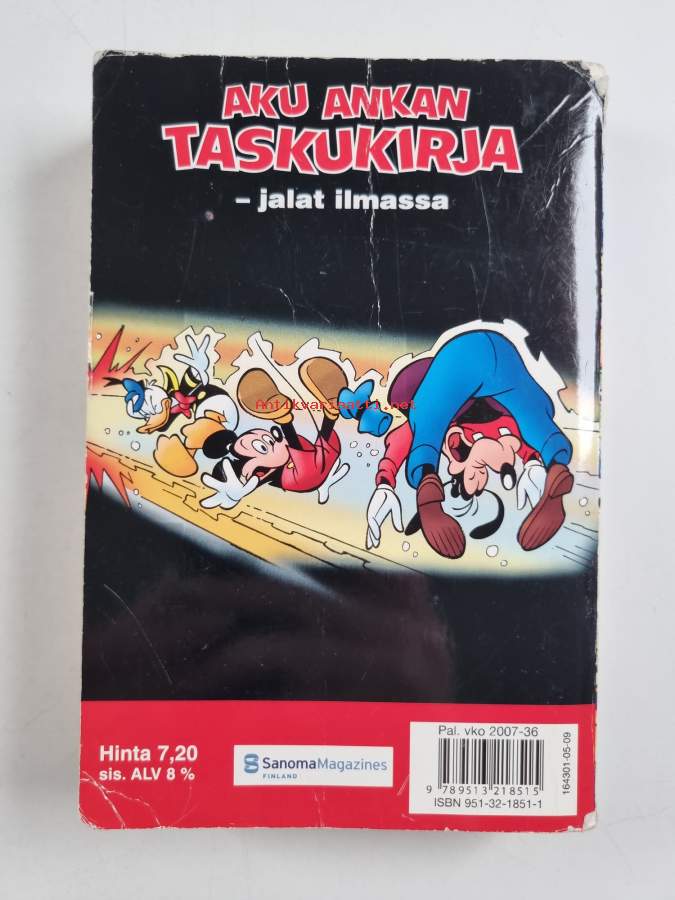 AKU ANKAN
TASKUKIRJA
– jalat ilmassa
Antikvariaatti.net
Hinta 7,20
sis. ALV 8 %
SanomaMagazines
FINLAND
Pal. vko 2007-36
9 789513 218515
ISBN 951-32-1851-1
164301-05-09